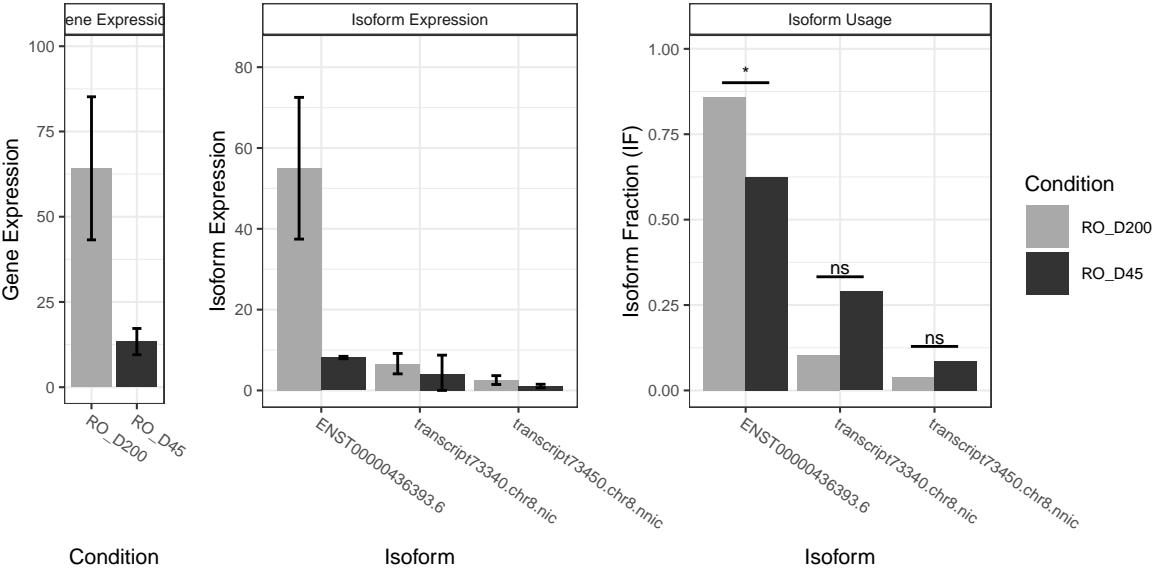 ene Expressio
Gene Expression
100
75
50
25
0
RO_D200
RO_D45
Condition
Isoform Expression
Isoform Expression
80
60
40
20
0
ENST00000436393.6
transcript73340.chr8.nic
transcript73450.chr8.nnic
Isoform
Isoform Usage
Isoform Fraction (IF)
1.00
0.75
0.50
0.25
0.00
*
ns
ns
ENST00000436393.6
transcript73340.chr8.nic
transcript73450.chr8.nnic
Isoform
Condition
RO_D200
RO_D45